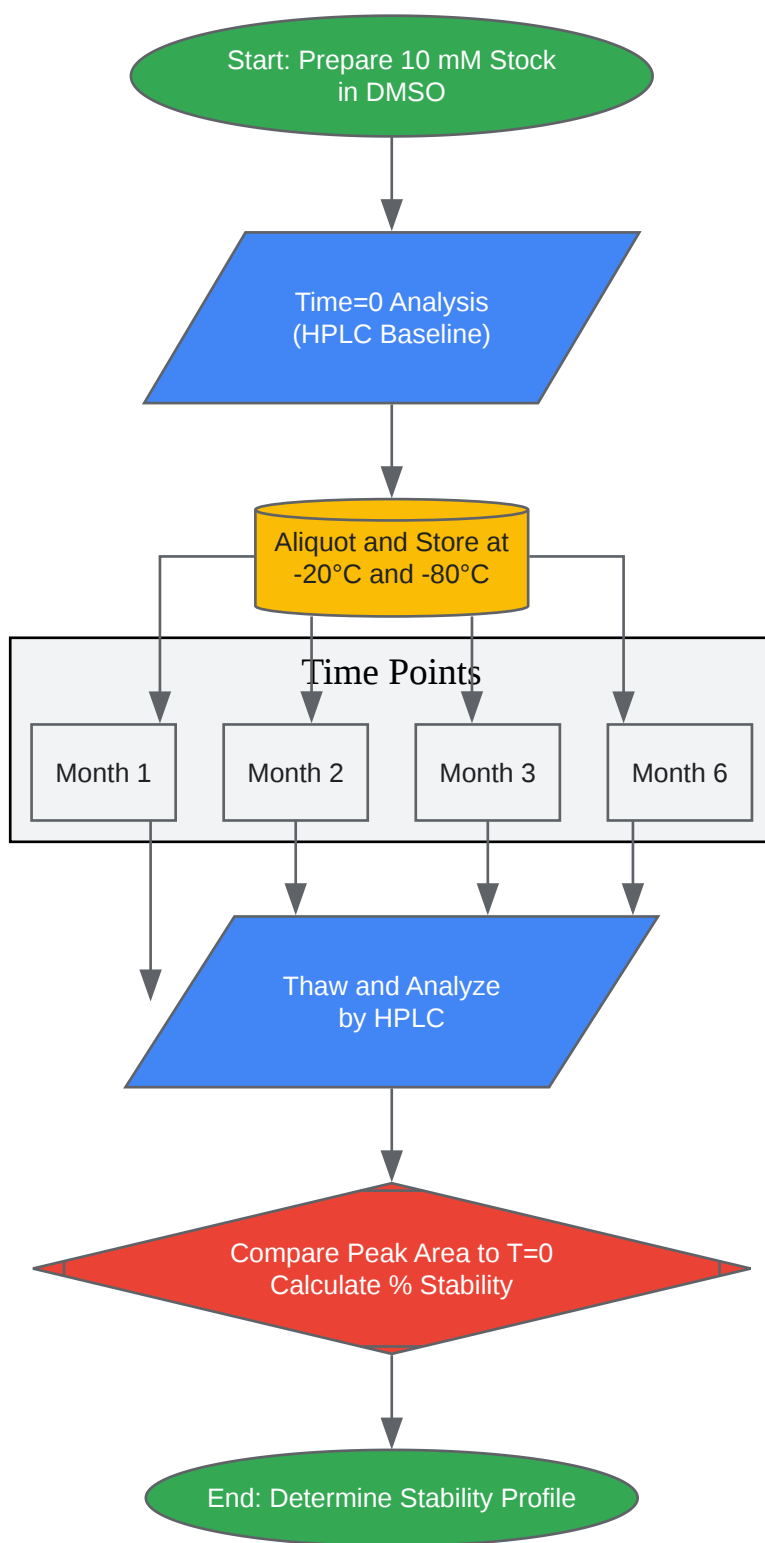 Start: Prepare 10 mM Stock
in DMSO
Time=0 Analysis
(HPLC Baseline)
Aliquot and Store at
-20°C and -80°C
Time Points
Month 1
Month 2
Month 3
Month 6
Thaw and Analyze
by HPLC
Compare Peak Area to T=0
Calculate % Stability
End: Determine Stability Profile